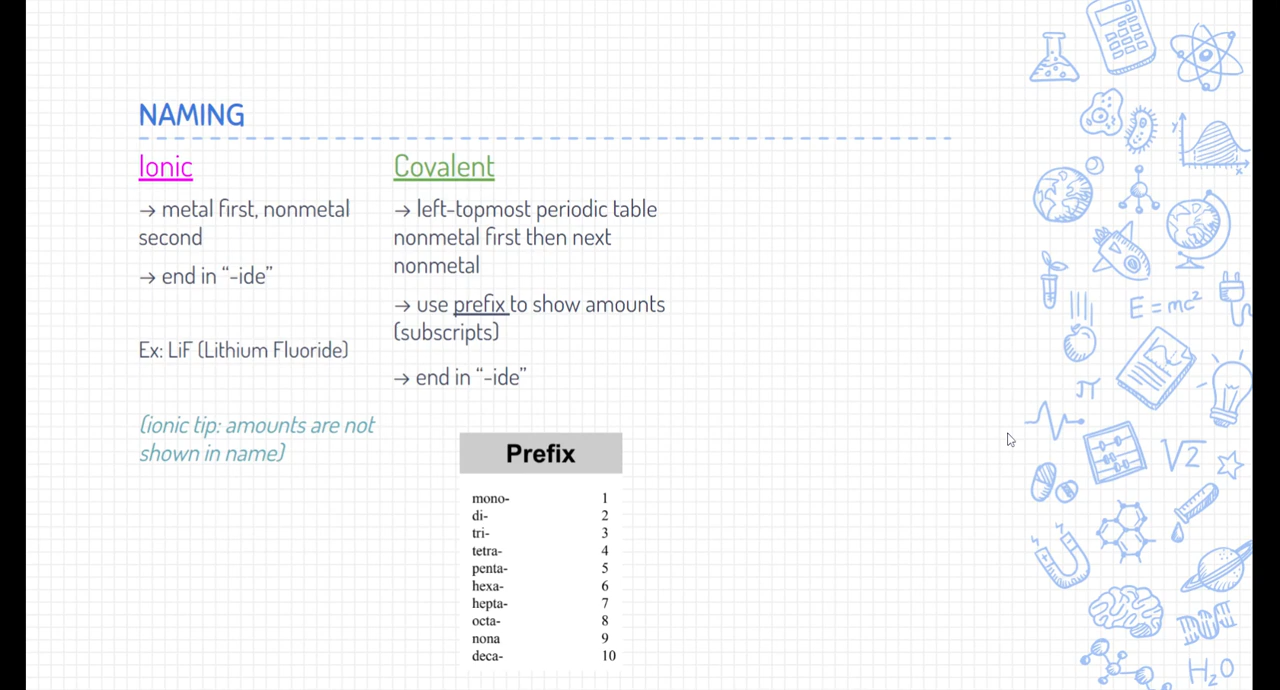 NAMING
Ionic
→ metal first, nonmetal
second
→ end in “-ide”
Ex: LiF (Lithium Fluoride)
(ionic tip: amounts are not
shown in name)
Covalent
→ left-topmost periodic table
nonmetal first then next
nonmetal
→ use prefix to show amounts
(subscripts)
→ end in “-ide”
Prefix
mono- 1
di- 2
tri- 3
tetra- 4
penta- 5
hexa- 6
hepta- 7
octa- 8
nona 9
deca- 10
y
x
E=mc²
π
√2
H₂O